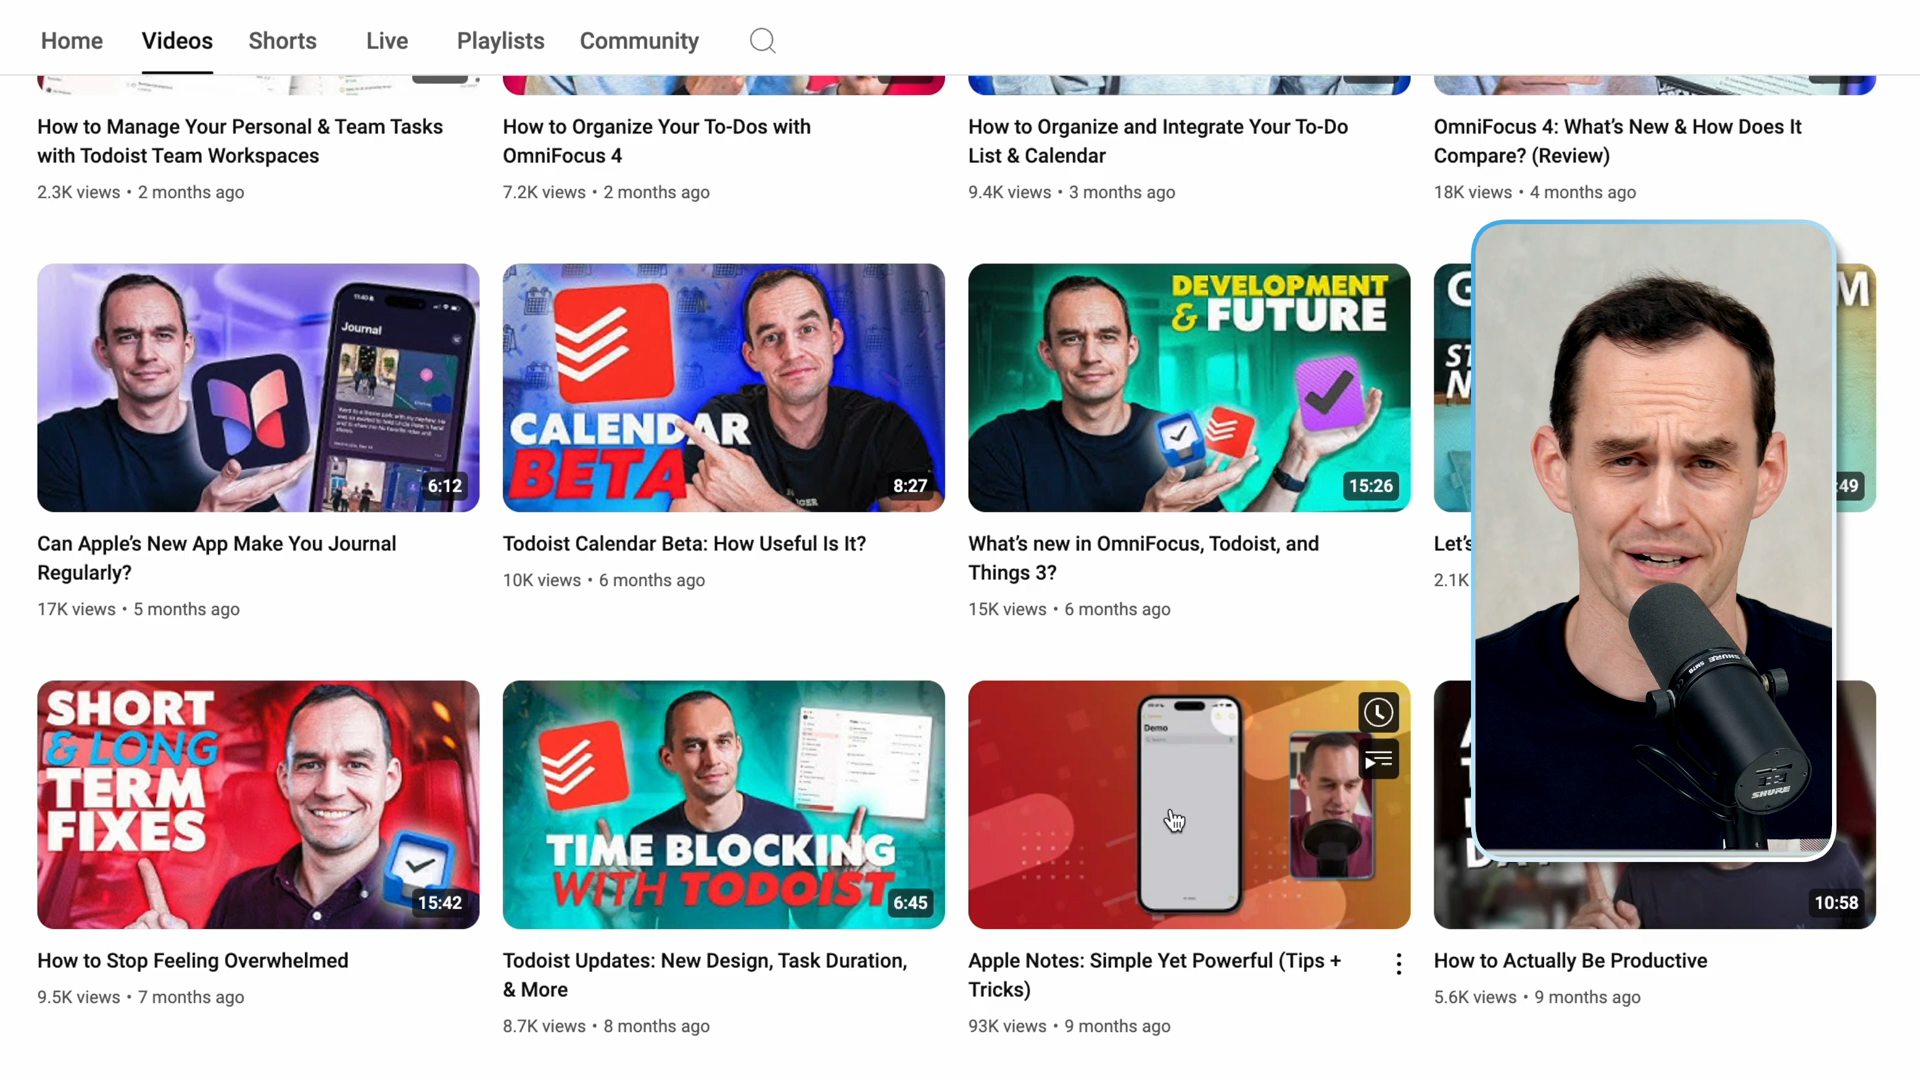 Home Videos Shorts Live Playlists Community
How to Manage Your Personal & Team Tasks
with Todoist Team Workspaces
2.3K views • 2 months ago
How to Organize Your To-Dos with
OmniFocus 4
7.2K views • 2 months ago
How to Organize and Integrate Your To-Do
List & Calendar
9.4K views • 3 months ago
OmniFocus 4: What's New & How Does It
Compare? (Review)
18K views • 4 months ago
Journal
6:12
CALENDAR
BETA
8:27
DEVELOPMENT
& FUTURE
15:26
:49
Can Apple's New App Make You Journal
Regularly?
17K views • 5 months ago
Todoist Calendar Beta: How Useful Is It?
10K views • 6 months ago
What's new in OmniFocus, Todoist, and
Things 3?
15K views • 6 months ago
Let's
2.1K
SHURE SM7B
SHURE
SHORT
& LONG
TERM
FIXES
15:42
TIME BLOCKING
WITH TODOIST
6:45
Demo
10:58
How to Stop Feeling Overwhelmed
9.5K views • 7 months ago
Todoist Updates: New Design, Task Duration,
& More
8.7K views • 8 months ago
Apple Notes: Simple Yet Powerful (Tips +
Tricks)
93K views • 9 months ago
How to Actually Be Productive
5.6K views • 9 months ago